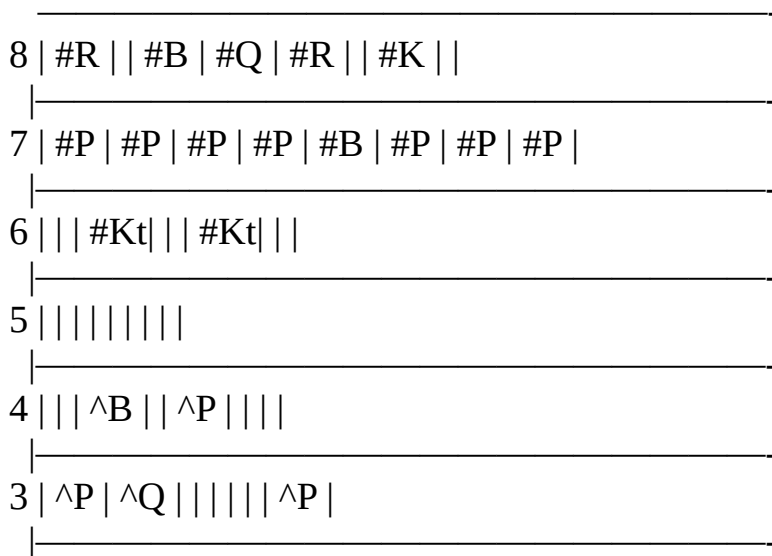 8 | #R | | #B | #Q | #R | | #K | |
7 | #P | #P | #P | #P | #B | #P | #P | #P |
6 | | | #Kt| | | #Kt| | |
5 | | | | | | | | |
4 | | | ^B | | ^P | | | |
3 | ^P | ^Q | | | | | | ^P |